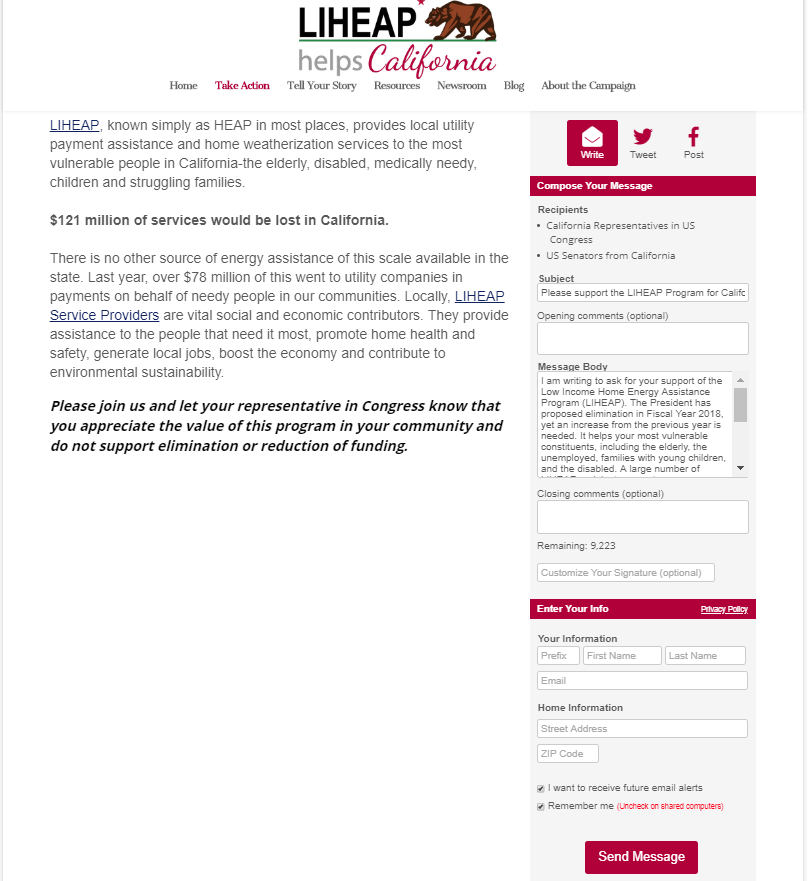 LIHEAP
helps California
Home Take Action Tell Your Story Resources Newsroom Blog About the Campaign
LIHEAP, known simply as HEAP in most places, provides local utility
payment assistance and home weatherization services to the most
vulnerable people in California-the elderly, disabled, medically needy,
children and struggling families.
$121 million of services would be lost in California.
There is no other source of energy assistance of this scale available in the
state. Last year, over $78 million of this went to utility companies in
payments on behalf of needy people in our communities. Locally, LIHEAP
Service Providers are vital social and economic contributors. They provide
assistance to the people that need it most, promote home health and
safety, generate local jobs, boost the economy and contribute to
environmental sustainability.
Please join us and let your representative in Congress know that
you appreciate the value of this program in your community and
do not support elimination or reduction of funding.
Write Tweet Post
Compose Your Message
Recipients
• California Representatives in US
Congress
• US Senators from California
Subject
Please support the LIHEAP Program for Califo
Opening comments (optional)
Message Body
I am writing to ask for your support of the
Low Income Home Energy Assistance
Program (LIHEAP). The President has
proposed elimination in Fiscal Year 2018,
yet an increase from the previous year is
needed. It helps your most vulnerable
constituents, including the elderly, the
unemployed, families with young children,
and the disabled. A large number of
Closing comments (optional)
Remaining: 9,223
Customize Your Signature (optional)
Enter Your Info Privacy Policy
Your Information
Prefix First Name Last Name
Email
Home Information
Street Address
ZIP Code
I want to receive future email alerts
Remember me (Uncheck on shared computers)
Send Message